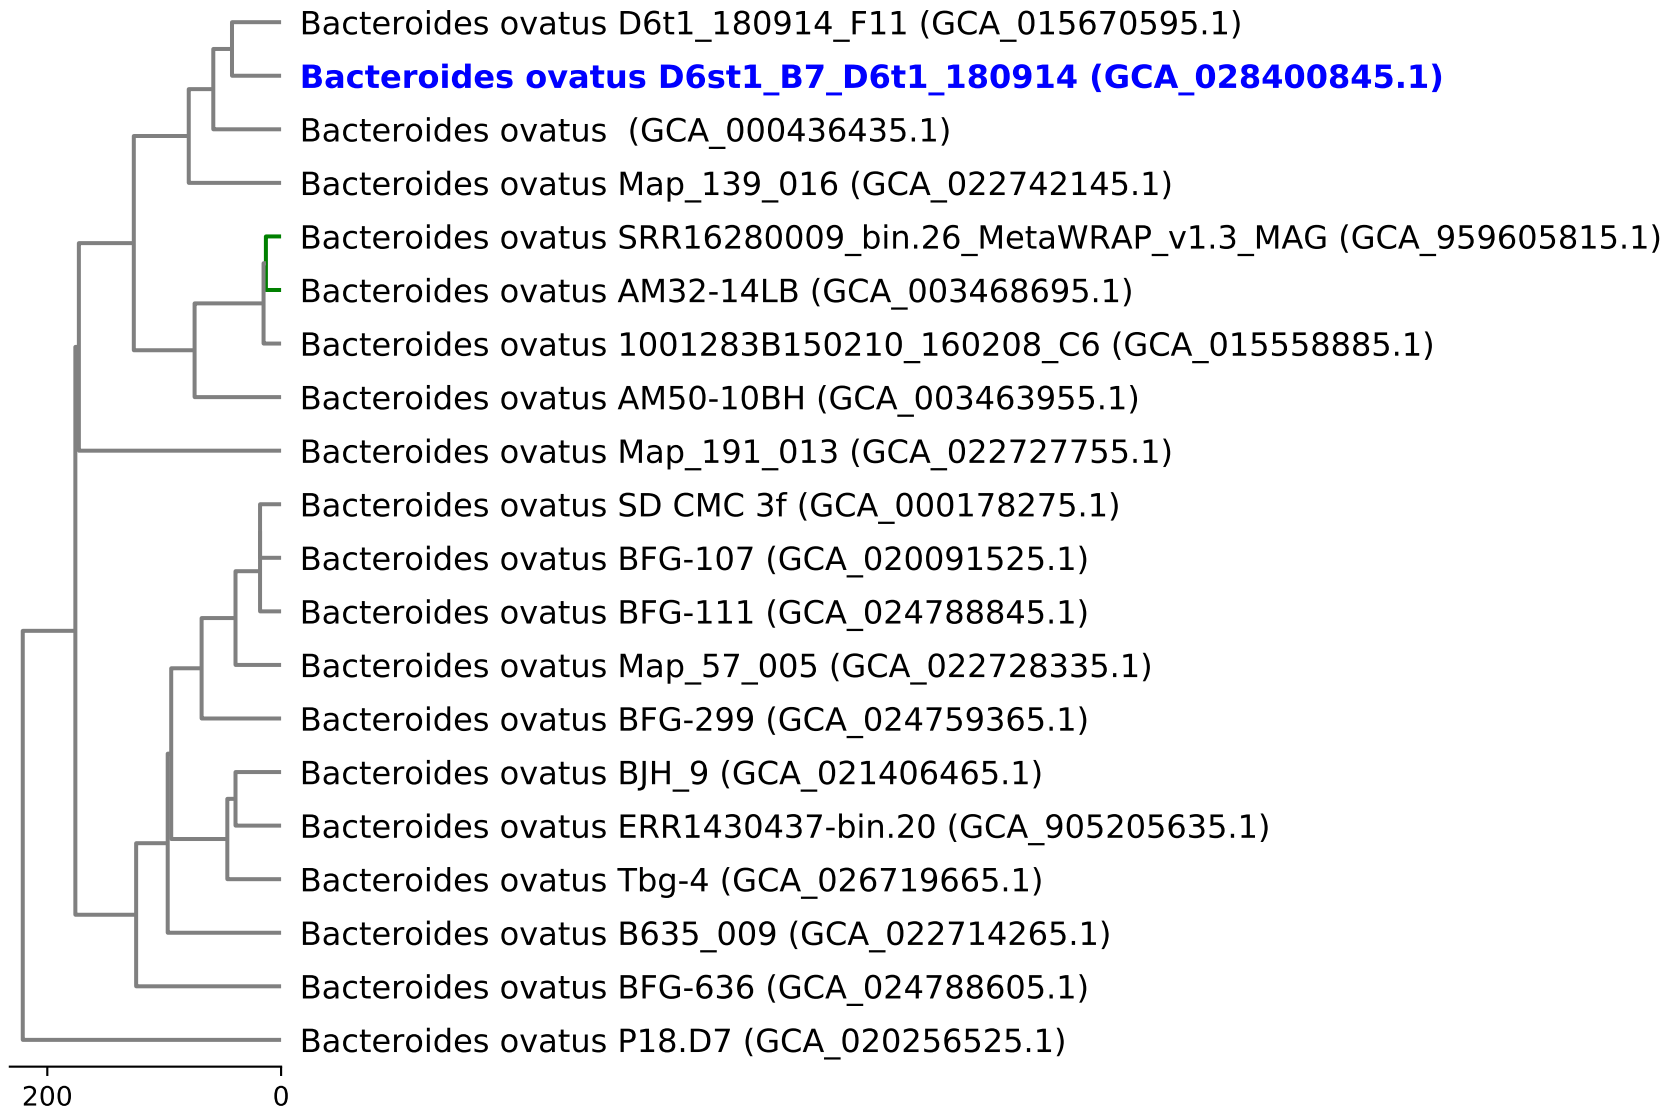 Bacteroides ovatus D6t1_180914_F11 (GCA_015670595.1)
Bacteroides ovatus D6st1_B7_D6t1_180914 (GCA_028400845.1)
Bacteroides ovatus  (GCA_000436435.1)
Bacteroides ovatus Map_139_016 (GCA_022742145.1)
Bacteroides ovatus SRR16280009_bin.26_MetaWRAP_v1.3_MAG (GCA_959605815.1)
Bacteroides ovatus AM32-14LB (GCA_003468695.1)
Bacteroides ovatus 1001283B150210_160208_C6 (GCA_015558885.1)
Bacteroides ovatus AM50-10BH (GCA_003463955.1)
Bacteroides ovatus Map_191_013 (GCA_022727755.1)
Bacteroides ovatus SD CMC 3f (GCA_000178275.1)
Bacteroides ovatus BFG-107 (GCA_020091525.1)
Bacteroides ovatus BFG-111 (GCA_024788845.1)
Bacteroides ovatus Map_57_005 (GCA_022728335.1)
Bacteroides ovatus BFG-299 (GCA_024759365.1)
Bacteroides ovatus BJH_9 (GCA_021406465.1)
Bacteroides ovatus ERR1430437-bin.20 (GCA_905205635.1)
Bacteroides ovatus Tbg-4 (GCA_026719665.1)
Bacteroides ovatus B635_009 (GCA_022714265.1)
Bacteroides ovatus BFG-636 (GCA_024788605.1)
Bacteroides ovatus P18.D7 (GCA_020256525.1)
200 0